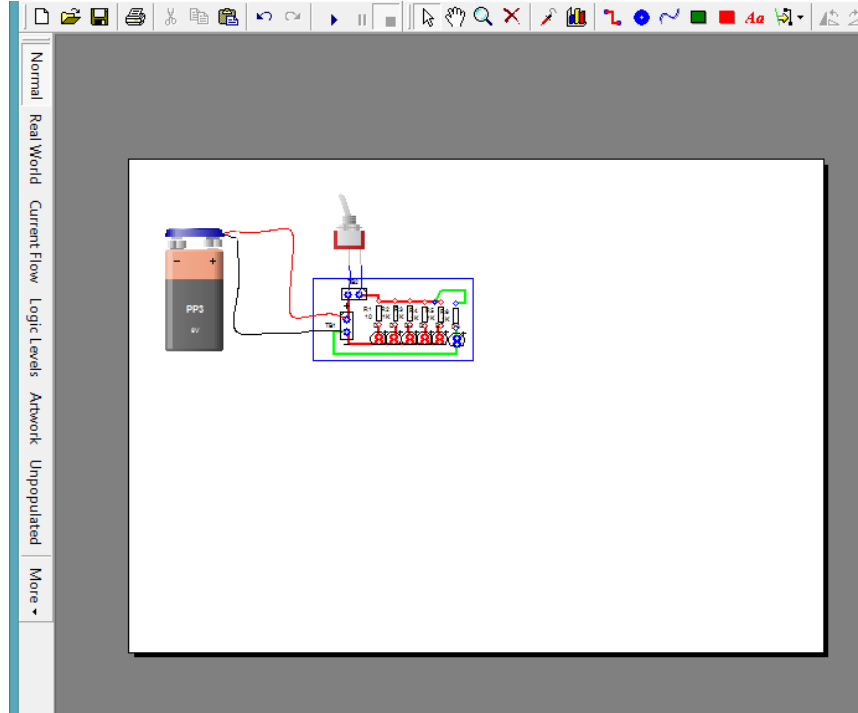 Aa
Normal
Real World
Current Flow
Logic Levels
Artwork
Unpopulated
More
- +
PP3
9V